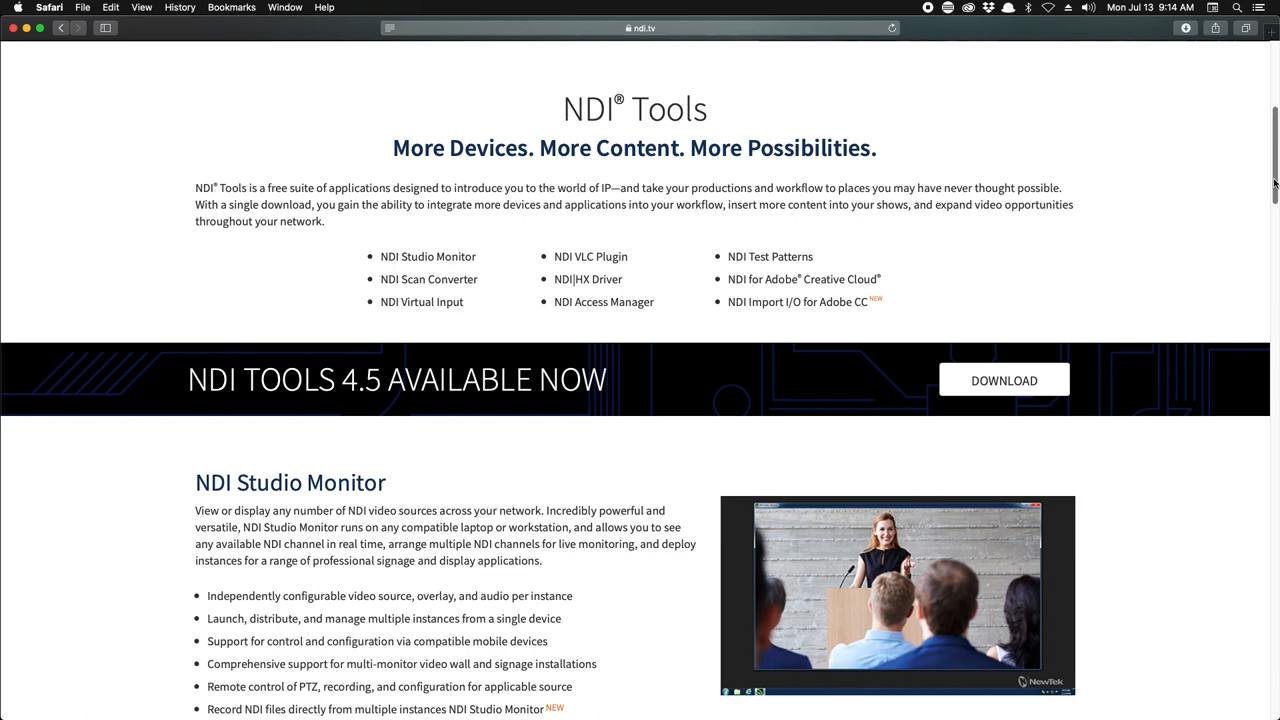 Safari File Edit View History Bookmarks Window Help Mon Jul 13 9:14 AM
ndi.tv
NDI® Tools
More Devices. More Content. More Possibilities.
NDI® Tools is a free suite of applications designed to introduce you to the world of IP—and take your productions and workflow to places you may have never thought possible.
With a single download, you gain the ability to integrate more devices and applications into your workflow, insert more content into your shows, and expand video opportunities
throughout your network.
• NDI Studio Monitor • NDI VLC Plugin • NDI Test Patterns
• NDI Scan Converter • NDI|HX Driver • NDI for Adobe® Creative Cloud®
• NDI Virtual Input • NDI Access Manager • NDI Import I/O for Adobe CC NEW
NDI TOOLS 4.5 AVAILABLE NOW DOWNLOAD
NDI Studio Monitor
View or display any number of NDI video sources across your network. Incredibly powerful and
versatile, NDI Studio Monitor runs on any compatible laptop or workstation, and allows you to see
any available NDI channel in real time, arrange multiple NDI channels for live monitoring, and deploy
instances for a range of professional signage and display applications.
• Independently configurable video source, overlay, and audio per instance
• Launch, distribute, and manage multiple instances from a single device
• Support for control and configuration via compatible mobile devices
• Comprehensive support for multi-monitor video wall and signage installations
• Remote control of PTZ, recording, and configuration for applicable source
• Record NDI files directly from multiple instances NDI Studio Monitor NEW
NewTek